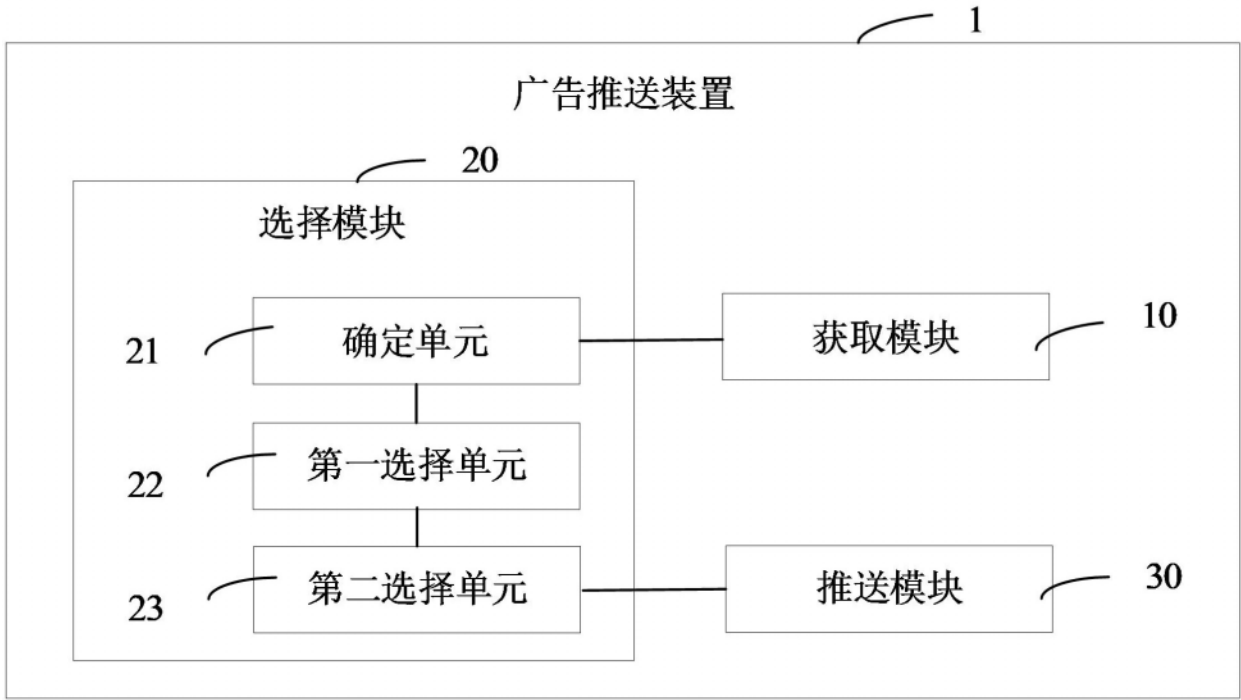 1
广告推送装置
20
选择模块
21
确定单元
获取模块
10
22
第一选择单元
23
第二选择单元
推送模块
30